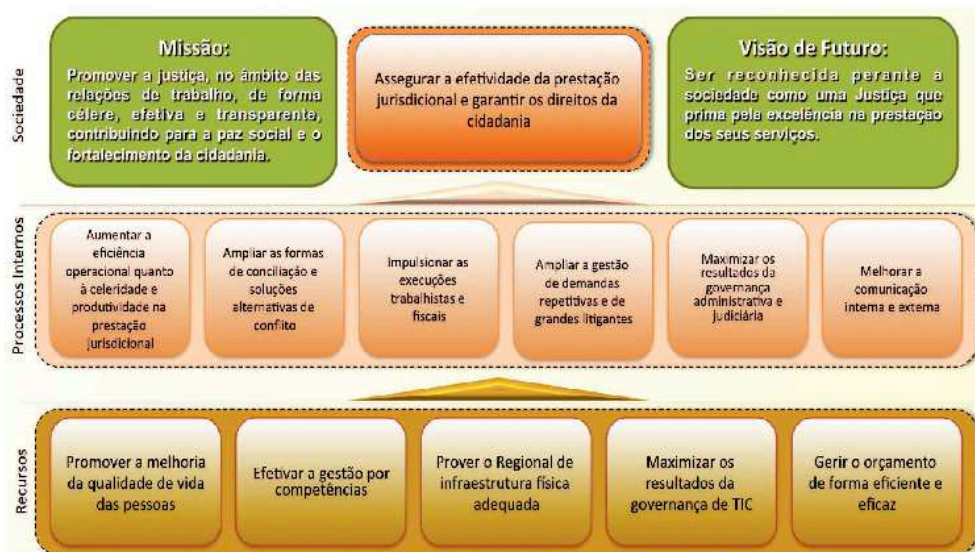 Sociedade
Missão:
Promover a justiça, no âmbito das
relações de trabalho, de forma
célere, efetiva e transparente,
contribuindo para a paz social e o
fortalecimento da cidadania.
Assegurar a efetividade da prestação
jurisdicional e garantir os direitos da
cidadania
Visão de Futuro:
Ser reconhecida perante a
sociedade como uma Justiça que
prima pela excelência na prestação
dos seus serviços.
Processos Internos
Aumentar a
eficiência
operacional quanto
à celeridade e
produtividade na
prestação
jurisdicional
Ampliar as formas
de conciliação e
soluções
alternativas de
conflito
Impulsionar as
execuções
trabalhistas e
fiscais
Ampliar a gestão
de demandas
repetitivas e de
grandes litigantes
Maximizar os
resultados da
governança
administrativa e
judiciária
Melhorar a
comunicação
interna e externa
Recursos
Promover a melhoria
da qualidade de vida
das pessoas
Efetivar a gestão por
competências
Prover o Regional de
infraestrutura física
adequada
Maximizar os
resultados da
governança de TIC
Gerir o orçamento
de forma eficiente e
eficaz